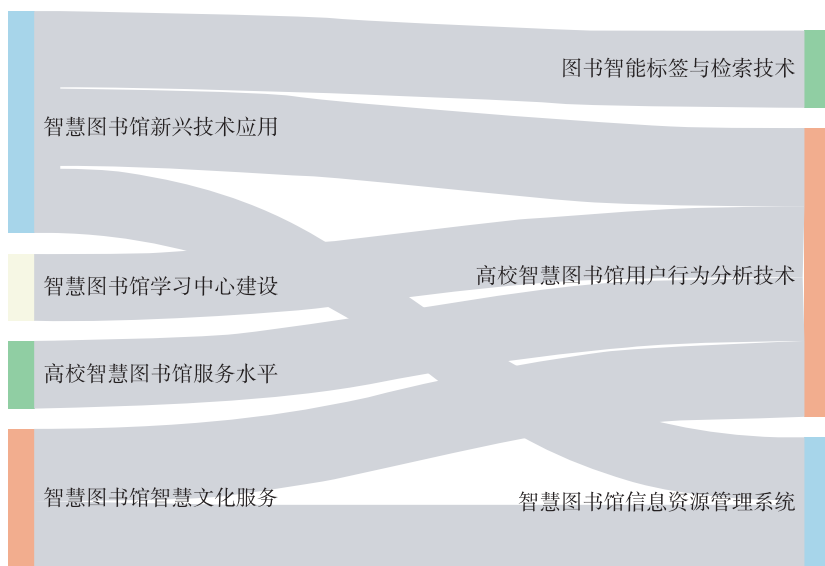 图书智能标签与检索技术
智慧图书馆新兴技术应用
高校智慧图书馆用户行为分析技术
智慧图书馆学习中心建设
高校智慧图书馆服务水平
智慧图书馆智慧文化服务
智慧图书馆信息资源管理系统